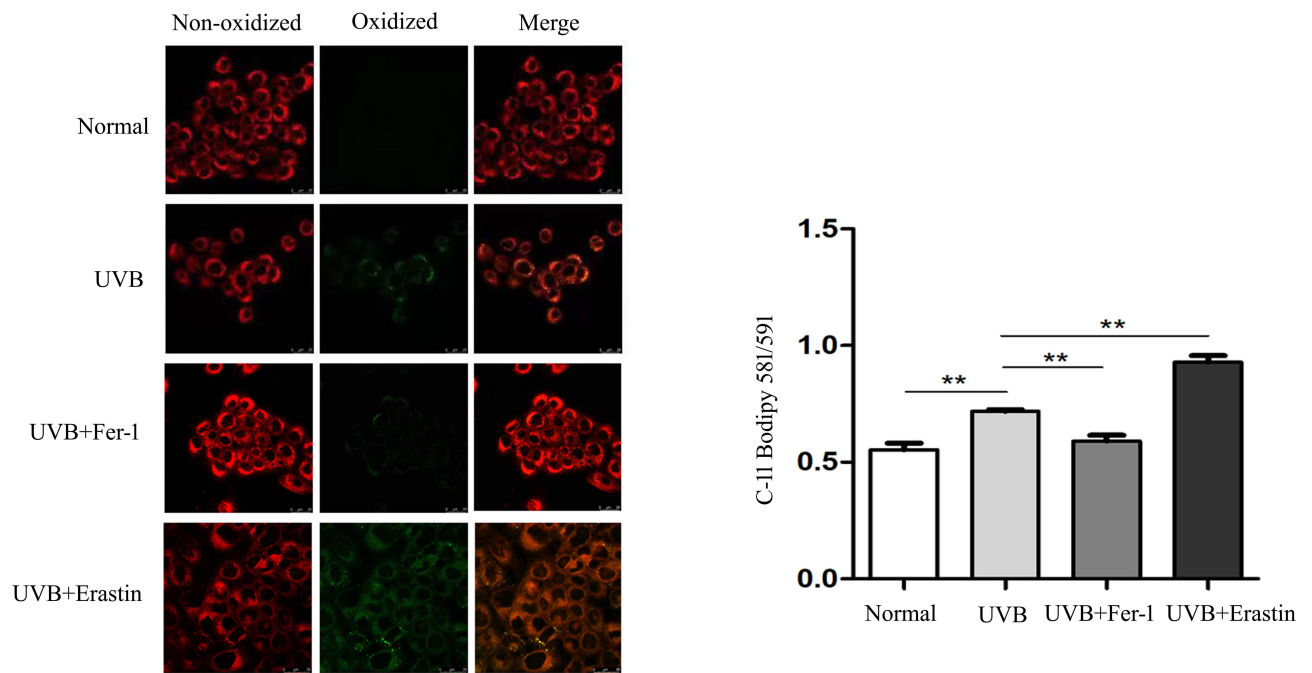 Non-oxidized Oxidized Merge
Normal
UVB
UVB+Fer-1
UVB+Erastin
C-11 Bodipy 581/591
1.5
1.0
0.5
0.0
**
**
**
Normal UVB UVB+Fer-1 UVB+Erastin